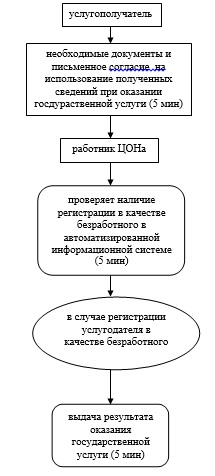 услугополучатель
необходимые документы и
письменное согласие на
использование полученных
сведений при оказании
госдураственной услуги (5 мин)
работник ЦОНа
проверяет наличие
регистрации в качестве
безработного в
автоматизированной
информационной системе
(5 мин)
в случае регистрации
услугодателя в
качестве безработного
выдача результата
оказания
государственной
услуги (5 мин)